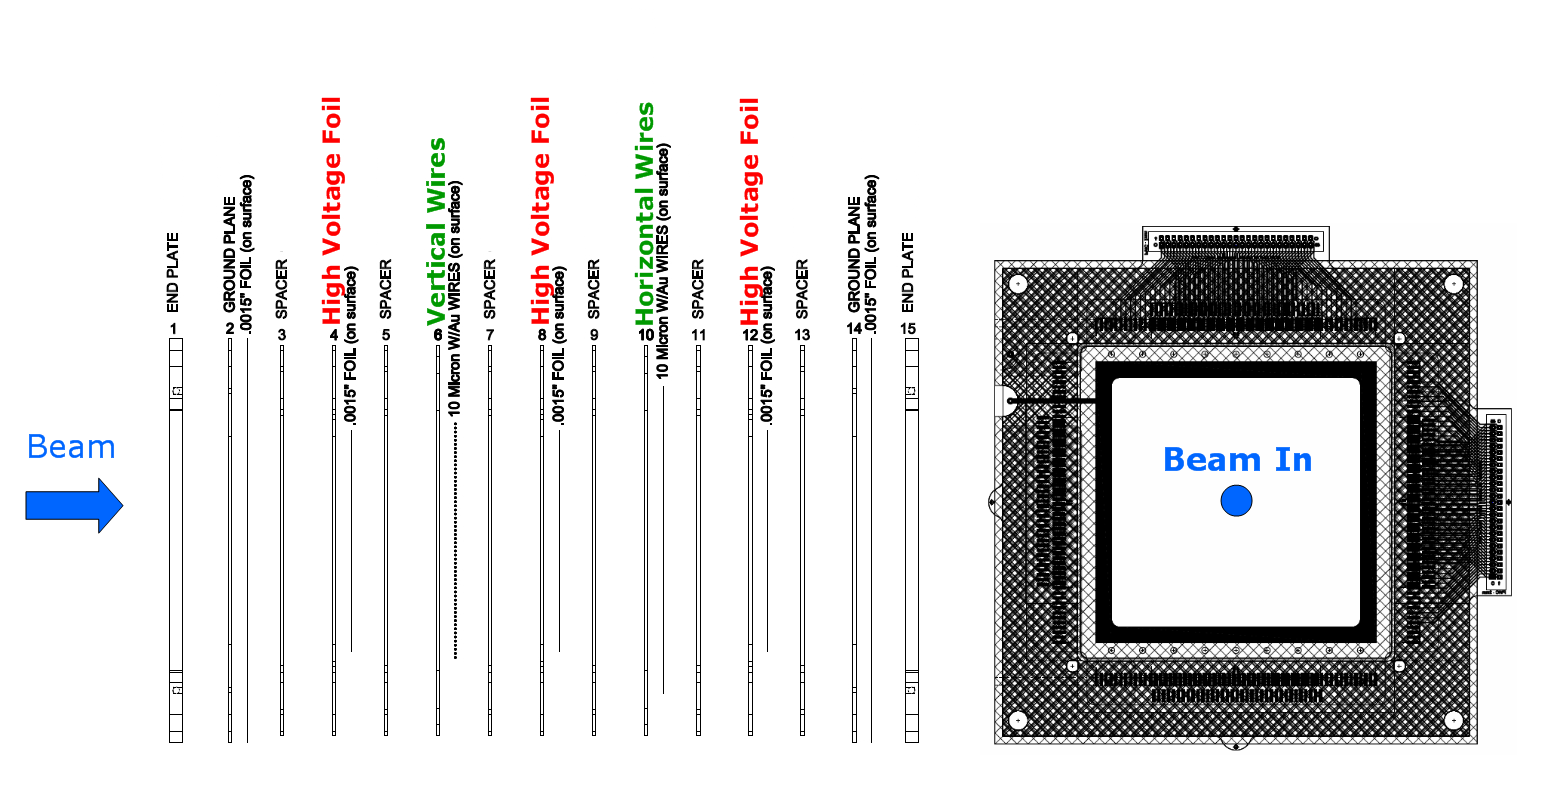 END PLATE
1
GROUND PLANE
2
.0015" FOIL (on surface)
SPACER
3
High Voltage Foil
4
.0015" FOIL (on surface)
SPACER
5
Vertical Wires
6
10 Micron W/Au WIRES (on surface)
SPACER
7
High Voltage Foil
8
.0015" FOIL (on surface)
SPACER
9
Horizontal Wires
10
10 Micron W/Au WIRES (on surface)
SPACER
11
High Voltage Foil
12
.0015" FOIL (on surface)
SPACER
13
GROUND PLANE
14
.0015" FOIL (on surface)
END PLATE
15
Beam
Beam In